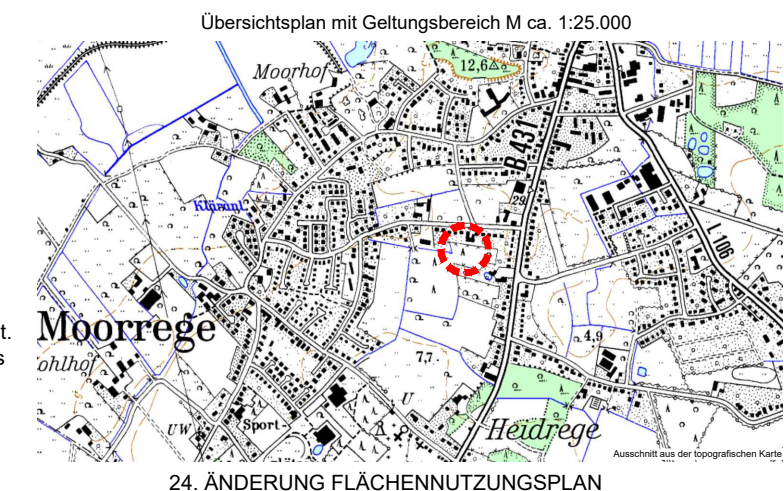 Übersichtsplan mit Geltungsbereich M ca. 1:25.000
12,6
Moorhof
B 431
Kläranl.
29
L 106
t.
Moorrege
s
ohlhof
7,7
4,9
U
UW
Sport-
Heidrege
Ausschnitt aus der topografischen Karte
24. ÄNDERUNG FLÄCHENNUTZUNGSPLAN